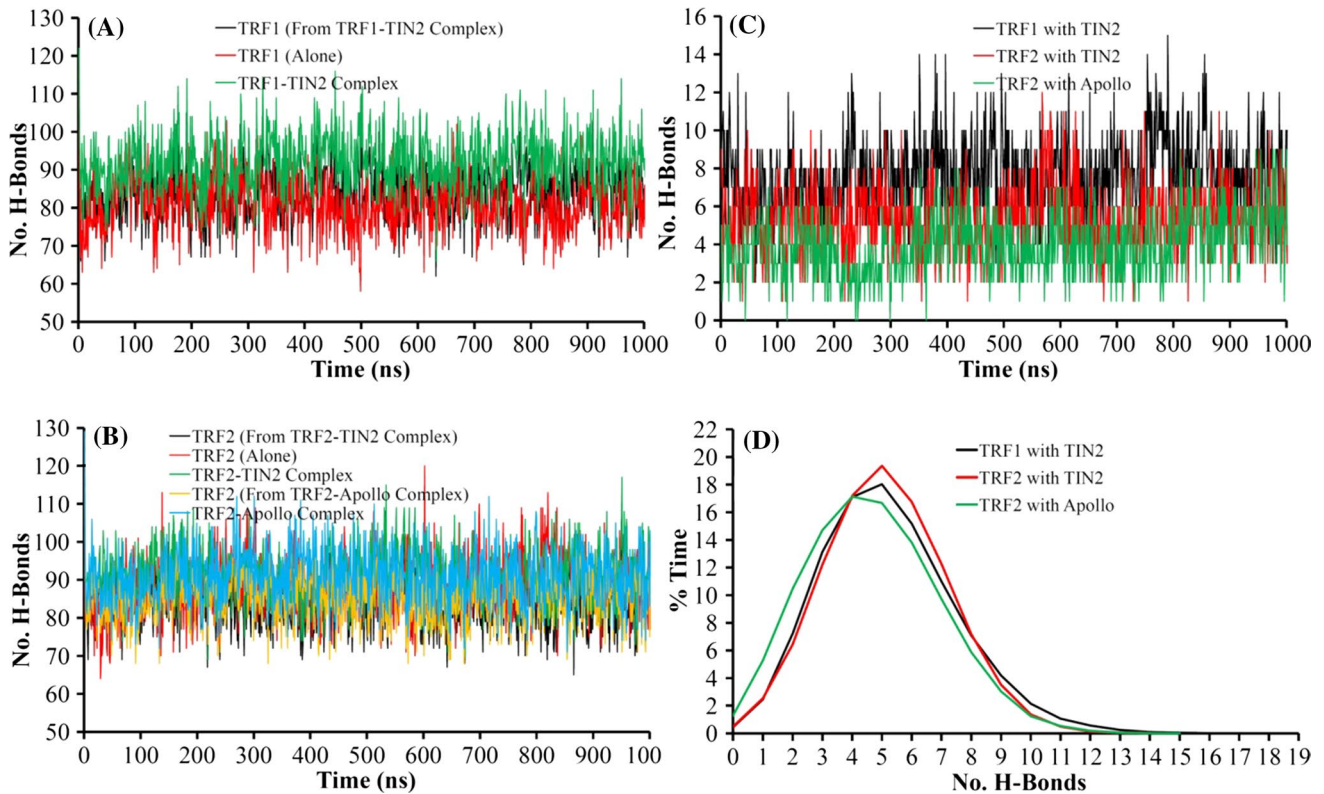 (A)
TRF1 (From TRF1-TIN2 Complex)
TRF1 (Alone)
TRF1-TIN2 Complex
No. H-Bonds
130
120
110
100
90
80
70
60
50
0 100 200 300 400 500 600 700 800 900 1000
Time (ns)
(C)
TRF1 with TIN2
TRF2 with TIN2
TRF2 with Apollo
No. H-Bonds
16
14
12
10
8
6
4
2
0
0 100 200 300 400 500 600 700 800 900 1000
Time (ns)
(B)
TRF2 (From TRF2-TIN2 Complex)
TRF2 (Alone)
TRF2-TIN2 Complex
TRF2 (From TRF2-Apollo Complex)
TRF2-Apollo Complex
No. H-Bonds
130
120
110
100
90
80
70
60
50
0 100 200 300 400 500 600 700 800 900 100
Time (ns)
(D)
TRF1 with TIN2
TRF2 with TIN2
TRF2 with Apollo
% Time
22
20
18
16
14
12
10
8
6
4
2
0
0 1 2 3 4 5 6 7 8 9 10 11 12 13 14 15 16 17 18 19
No. H-Bonds